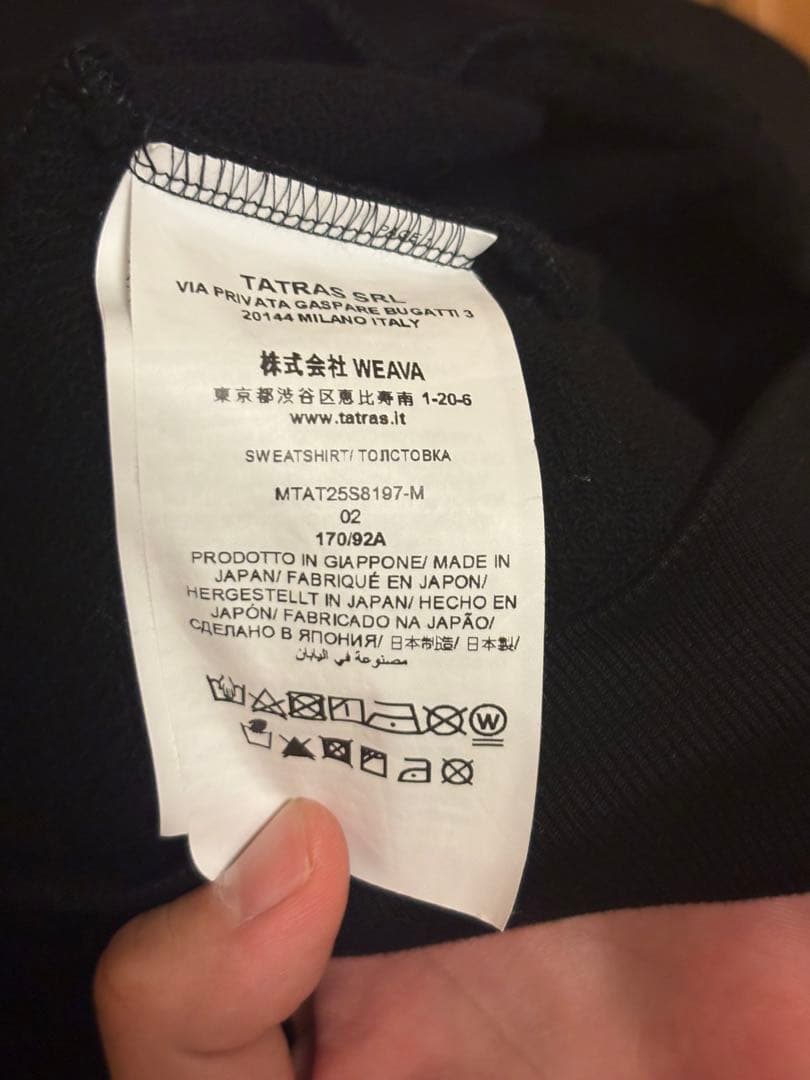 PAGE 1
TATRAS SRL
VIA PRIVATA GASPARE BUGATTI 3
20144 MILANO ITALY
株式会社 WEAVA
東京都渋谷区恵比寿南 1-20-6
www.tatras.it
SWEATSHIRT/ ТОЛСТОВКА
MTAT25S8197-M
02
170/92A
PRODOTTO IN GIAPPONE/ MADE IN
JAPAN/ FABRIQUÉ EN JAPON/
HERGESTELLT IN JAPAN/ HECHO EN
JAPÓN/ FABRICADO NA JAPÃO/
СДЕЛАНО В ЯПОНИЯ/ 日本制造/ 日本製/
مصنوعة في اليابان
W